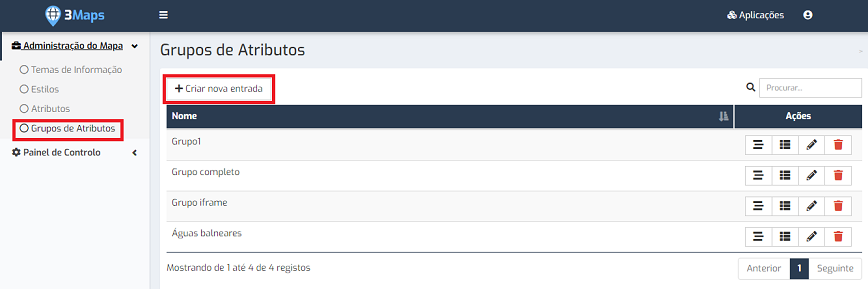 3Maps
Aplicações
Administração do Mapa
Temas de Informação
Estilos
Atributos
Grupos de Atributos
Painel de Controlo
Grupos de Atributos
Criar nova entrada
Procurar...
Nome Ações
Grupo1
Grupo completo
Grupo iframe
Águas balneares
Mostrando de 1 até 4 de 4 registos
Anterior 1 Seguinte